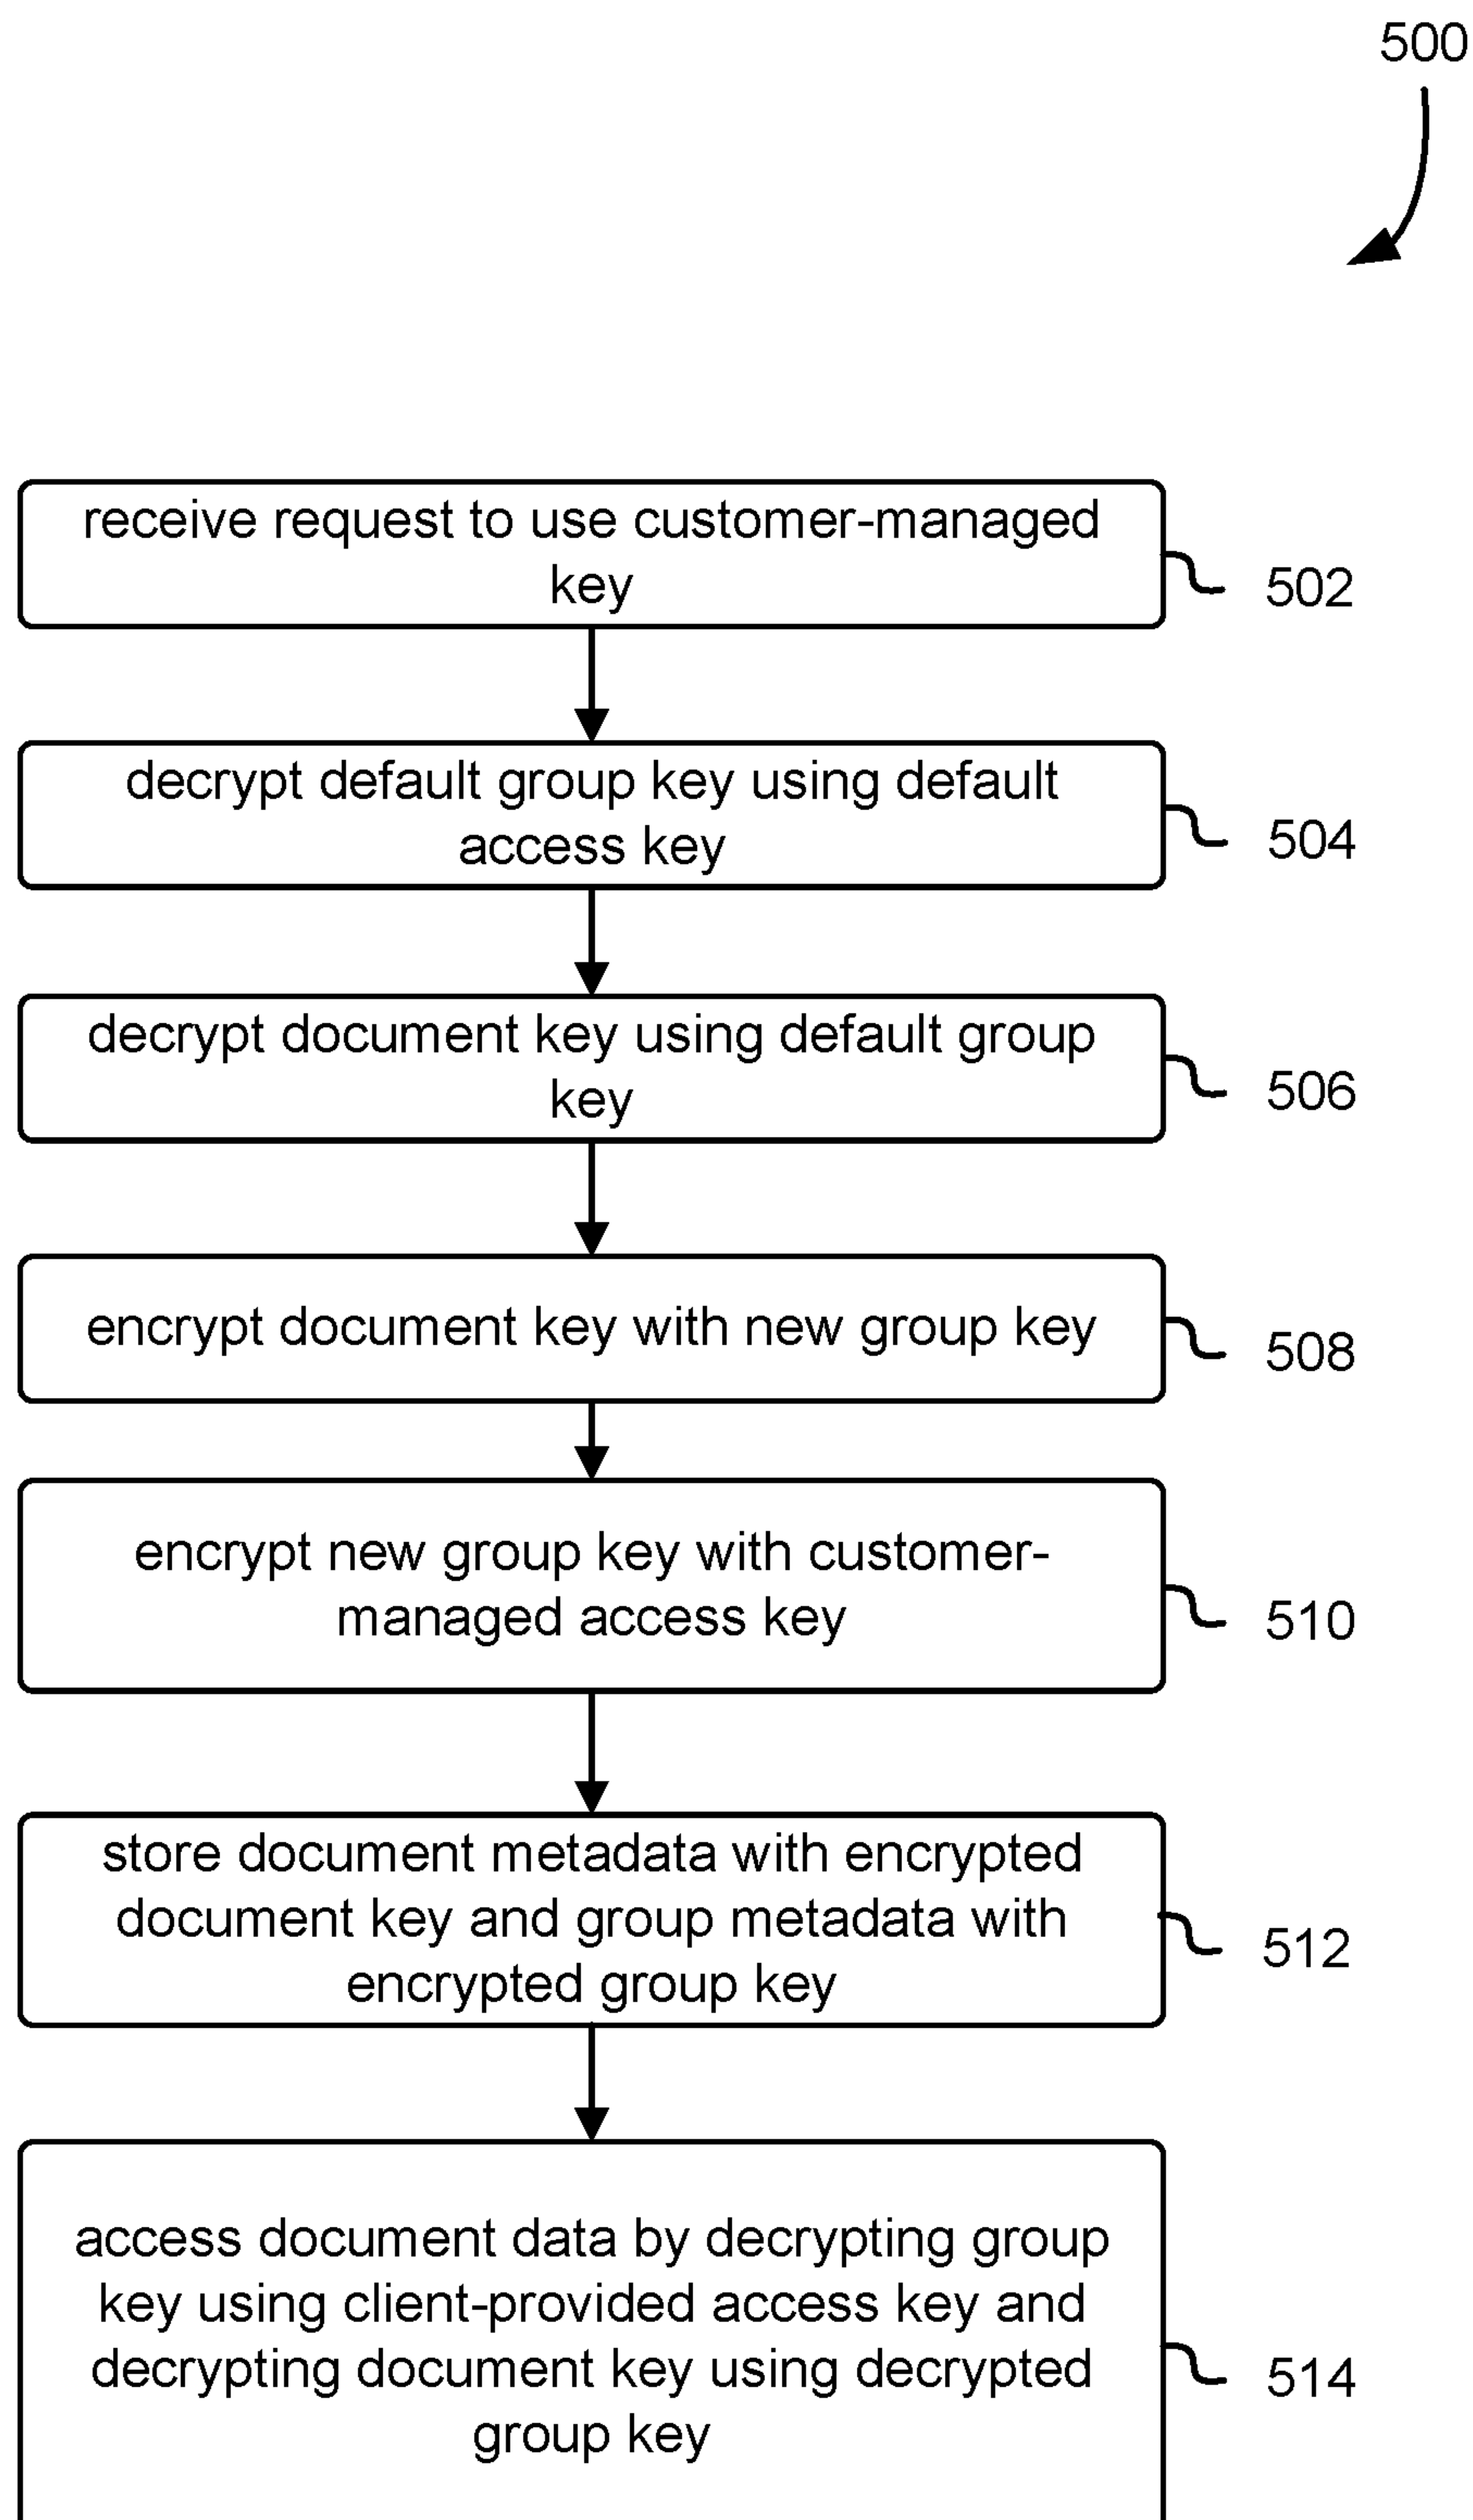 500
receive request to use customer-managed
key
502
decrypt default group key using default
access key
504
decrypt document key using default group
key
506
encrypt document key with new group key
508
encrypt new group key with customer-
managed access key
510
store document metadata with encrypted
document key and group metadata with
encrypted group key
512
access document data by decrypting group
key using client-provided access key and
decrypting document key using decrypted
group key
514